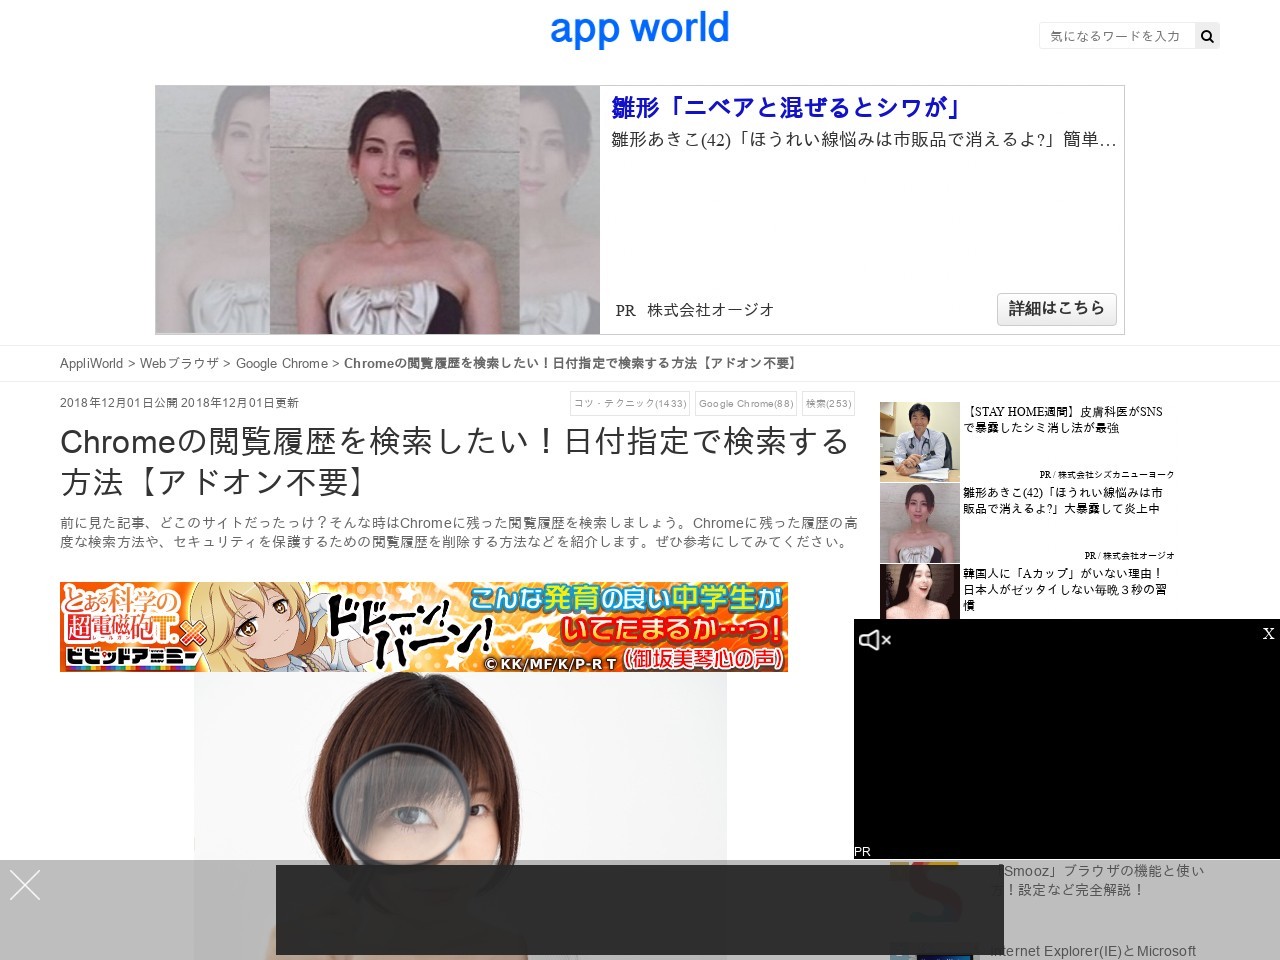 app world
気になるワードを入力
雛形「ニベアと混ぜるとシワが」
雛形あきこ(42)「ほうれい線悩みは市販品で消えるよ?」簡単…
PR 株式会社オージオ
詳細はこちら
AppliWorld > Webブラウザ > Google Chrome > Chromeの閲覧履歴を検索したい！日付指定で検索する方法【アドオン不要】
2018年12月01日公開 2018年12月01日更新
コツ・テクニック(1433)
Google Chrome(88)
検索(253)
Chromeの閲覧履歴を検索したい！日付指定で検索する
方法【アドオン不要】
前に見た記事、どこのサイトだったっけ？そんな時はChromeに残った閲覧履歴を検索しましょう。Chromeに残った履歴の高
度な検索方法や、セキュリティを保護するための閲覧履歴を削除する方法などを紹介します。ぜひ参考にしてみてください。
とある科学の
超電磁砲T.
レールガン
ビビッドアーミー
ドドーン!
バーン!
こんな発育の良い中学生が
いてたまるか…っ!
©KK/MF/K/P-RT
(御坂美琴心の声)
【STAY HOME週間】皮膚科医がSNS
で暴露したシミ消し法が最強
PR / 株式会社シズカニューヨーク
雛形あきこ(42)「ほうれい線悩みは市
販品で消えるよ?」大暴露して炎上中
PR / 株式会社オージオ
韓国人に「Aカップ」がいない理由！
日本人がゼッタイしない毎晩３秒の習
慣
X
PR
「Smooz」ブラウザの機能と使い
！設定など完全解説！
Internet Explorer(IE)とMicrosoft